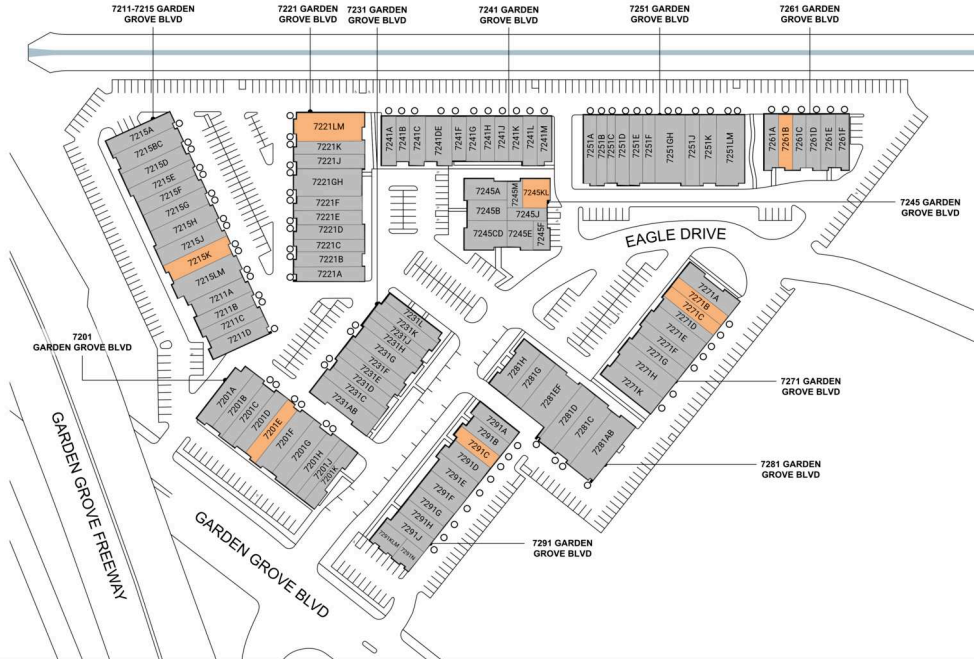 7211-7215 GARDEN
GROVE BLVD
7221 GARDEN
GROVE BLVD
7231 GARDEN
GROVE BLVD
7241 GARDEN
GROVE BLVD
7251 GARDEN
GROVE BLVD
7261 GARDEN
GROVE BLVD
7215A
7215BC
7215D
7215E
7215F
7215G
7215H
7215J
7215K
7215LM
7211A
7211B
7211C
7211D
7221LM
7221K
7221J
7221GH
7221F
7221E
7221D
7221C
7221B
7221A
7241A
7241B
7241C
7241DE
7241F
7241G
7241H
7241J
7241K
7241L
7241M
7245A
7245M
7245KL
7245B
7245J
7245CD
7245E
7245F
7251A
7251B
7251C
7251D
7251E
7251F
7251GH
7251J
7251K
7251LM
7261A
7261B
7261C
7261D
7261E
7261F
7245 GARDEN
GROVE BLVD
EAGLE DRIVE
7271A
7271B
7271C
7271D
7271E
7271F
7271G
7271H
7271K
7271 GARDEN
GROVE BLVD
7231L
7231K
7231J
7231H
7231G
7231F
7231E
7231D
7231C
7231AB
7201
GARDEN GROVE BLVD
7201A
7201B
7201C
7201D
7201E
7201F
7201G
7201H
7201J
7201K
7281H
7281G
7281EF
7281D
7281C
7281AB
7281 GARDEN
GROVE BLVD
7291A
7291B
7291C
7291D
7291E
7291F
7291G
7291H
7291J
7291KLM
7291N
7291 GARDEN
GROVE BLVD
GARDEN GROVE FREEWAY
GARDEN GROVE BLVD